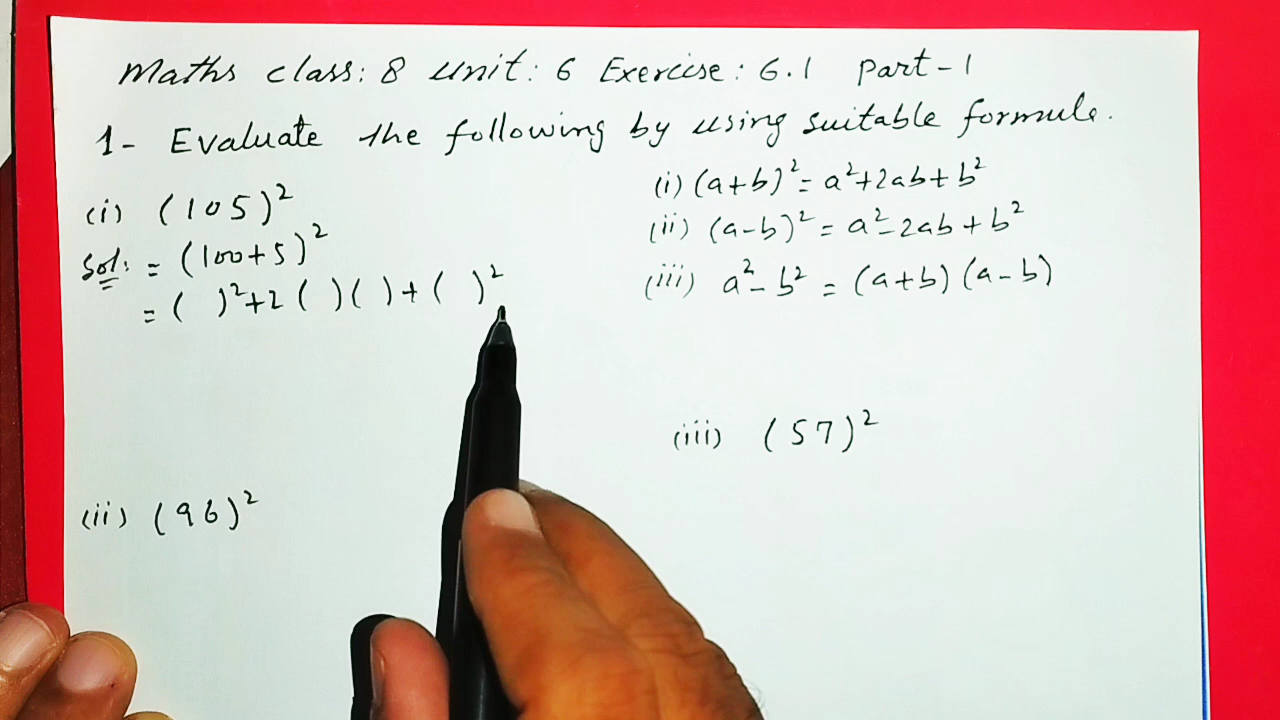 Maths class: 8 Unit: 6 Exercise: 6.1 Part-1
1- Evaluate the following by using suitable formula.
(i) (105)²
Sol: = (100+5)²
= ( )²+2 ( ) ( ) + ( )²
(i) (a+b)² = a²+2ab+b²
(ii) (a-b)² = a²-2ab+b²
(iii) a²-b² = (a+b) (a-b)
(iii) (57)²
(ii) (96)²